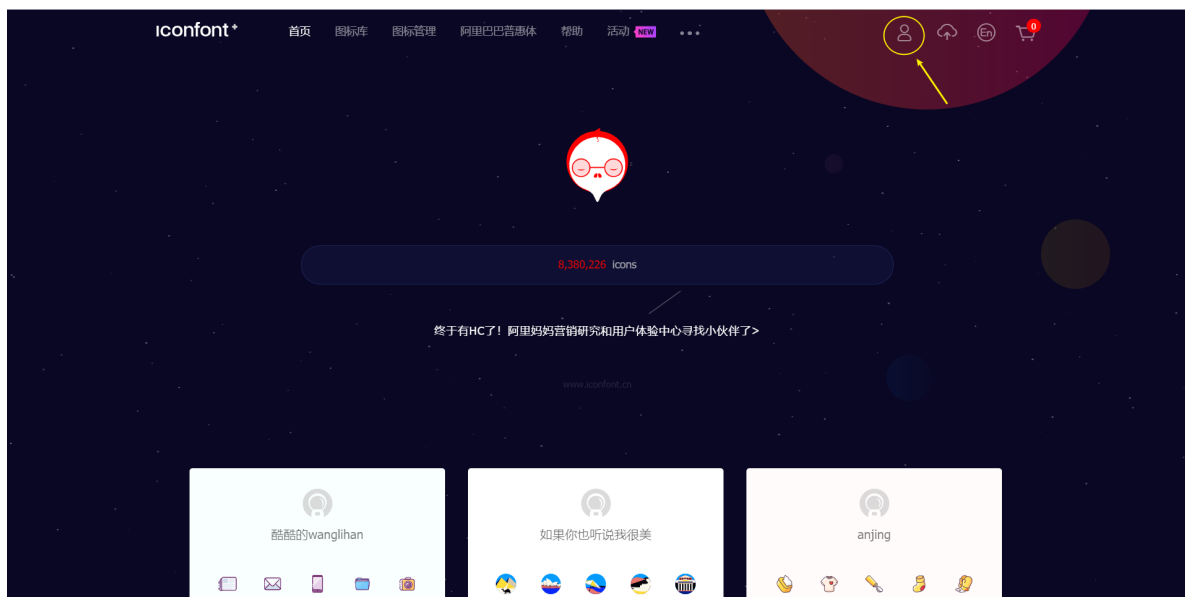 Iconfont+
首页 图标库 图标管理 阿里巴巴普惠体 帮助 活动 NEW •••
En 0
8,380,226 icons
终于有HC了！阿里妈妈营销研究和用户体验中心寻找小伙伴了>
www.iconfont.cn
酷酷的wanglihan 如果你也听说我很美 anjing